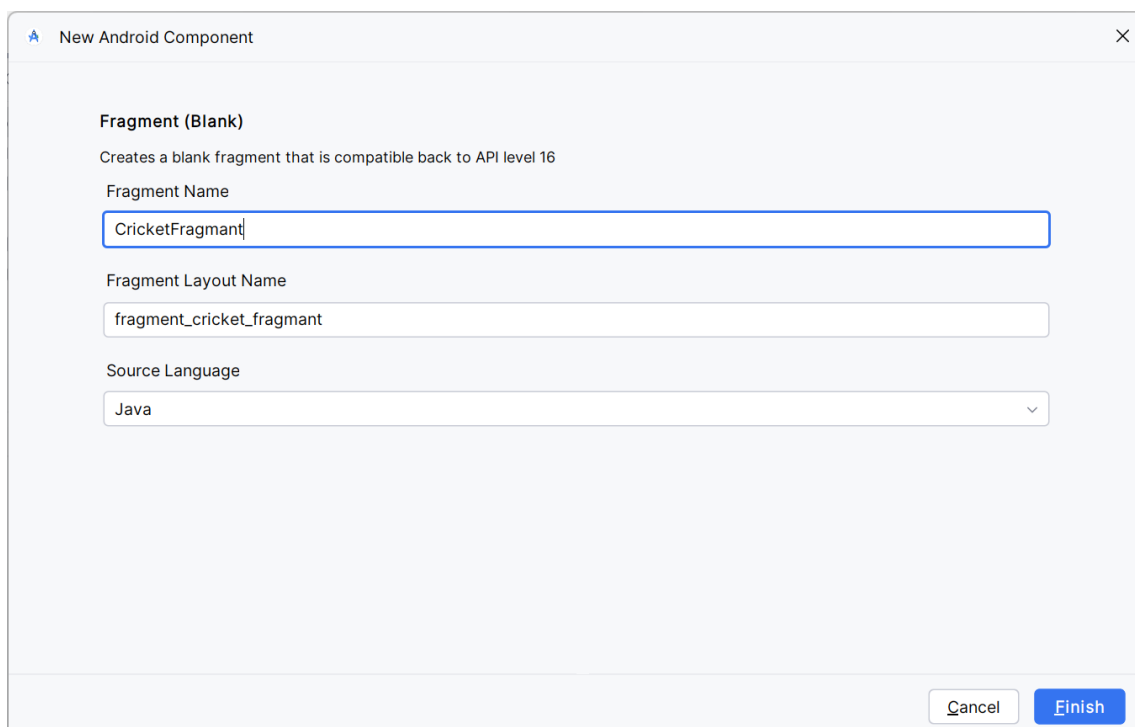 New Android Component
Fragment (Blank)
Creates a blank fragment that is compatible back to API level 16
Fragment Name
CricketFragmant
Fragment Layout Name
fragment_cricket_fragmant
Source Language
Java
Cancel Finish